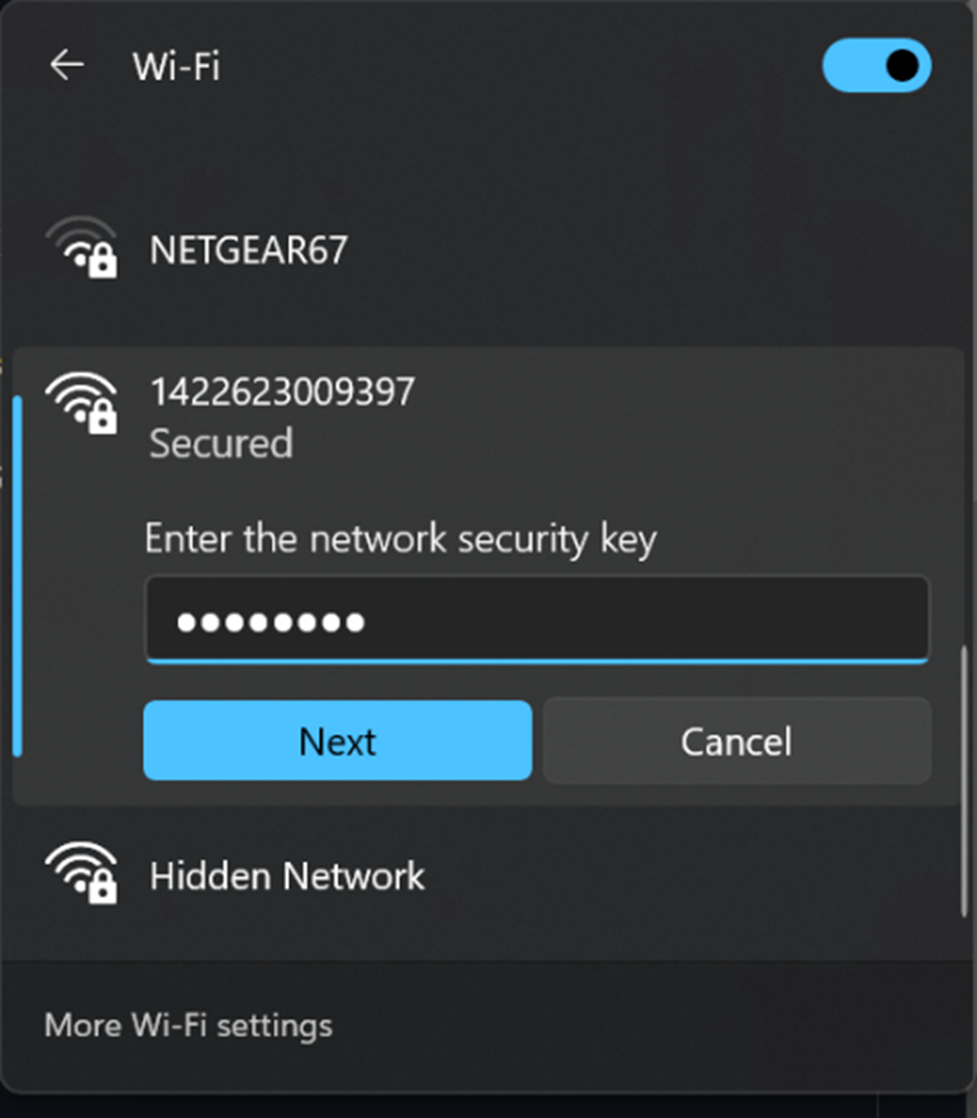 Wi-Fi
NETGEAR67
1422623009397
Secured
Enter the network security key
••••••••
Next
Cancel
Hidden Network
More Wi-Fi settings